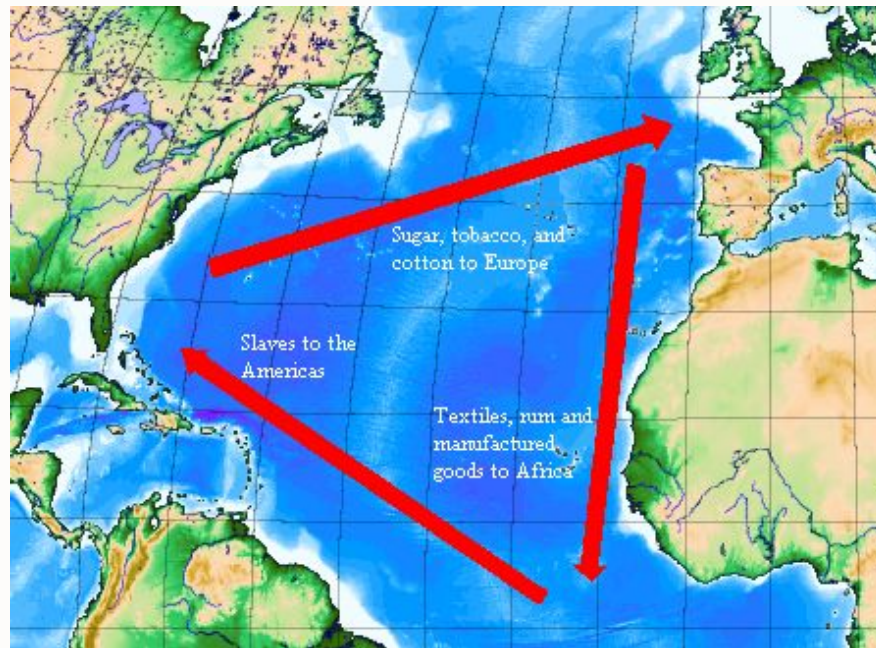 Sugar, tobacco, and
cotton to Europe
Slaves to the
Americas
Textiles, rum and
manufactured
goods to Africa